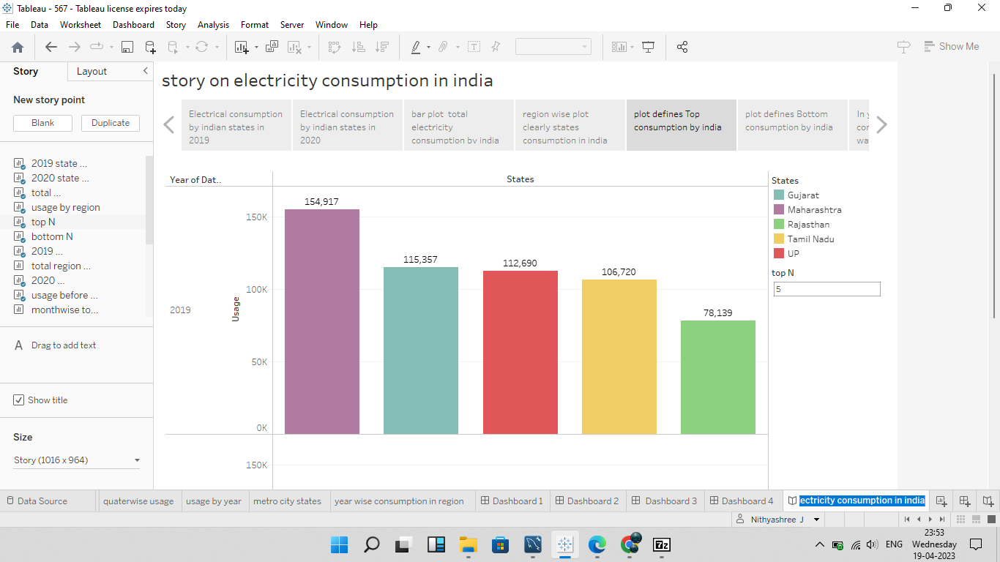 Tableau - 567 - Tableau license expires today
File Data Worksheet Dashboard Story Analysis Format Server Window Help
Show Me
Story Layout
New story point
Blank Duplicate
2019 state ...
2020 state ...
total ...
usage by region
top N
bottom N
2019 ...
total region ...
2020 ...
usage before ...
monthwise to...
A Drag to add text
Show title
Size
Story (1016 x 964)
story on electricity consumption in india
Electrical consumption
by indian states in
2019
Electrical consumption
by indian states in
2020
bar plot total
electricity
consumption by india
region wise plot
clearly states
consumption in india
plot defines Top
consumption by india
plot defines Bottom
consumption by india
In
con
wa
Year of Dat..
States
154,917
115,357
112,690
106,720
78,139
150K
100K
50K
0K
150K
Usage
2019
States
Gujarat
Maharashtra
Rajasthan
Tamil Nadu
UP
top N
5
Data Source quaterwise usage usage by year metro city states year wise consumption in region Dashboard 1 Dashboard 2 Dashboard 3 Dashboard 4 ectricity consumption in india
Nithyashree J
7z
ENG
23:53
Wednesday
19-04-2023